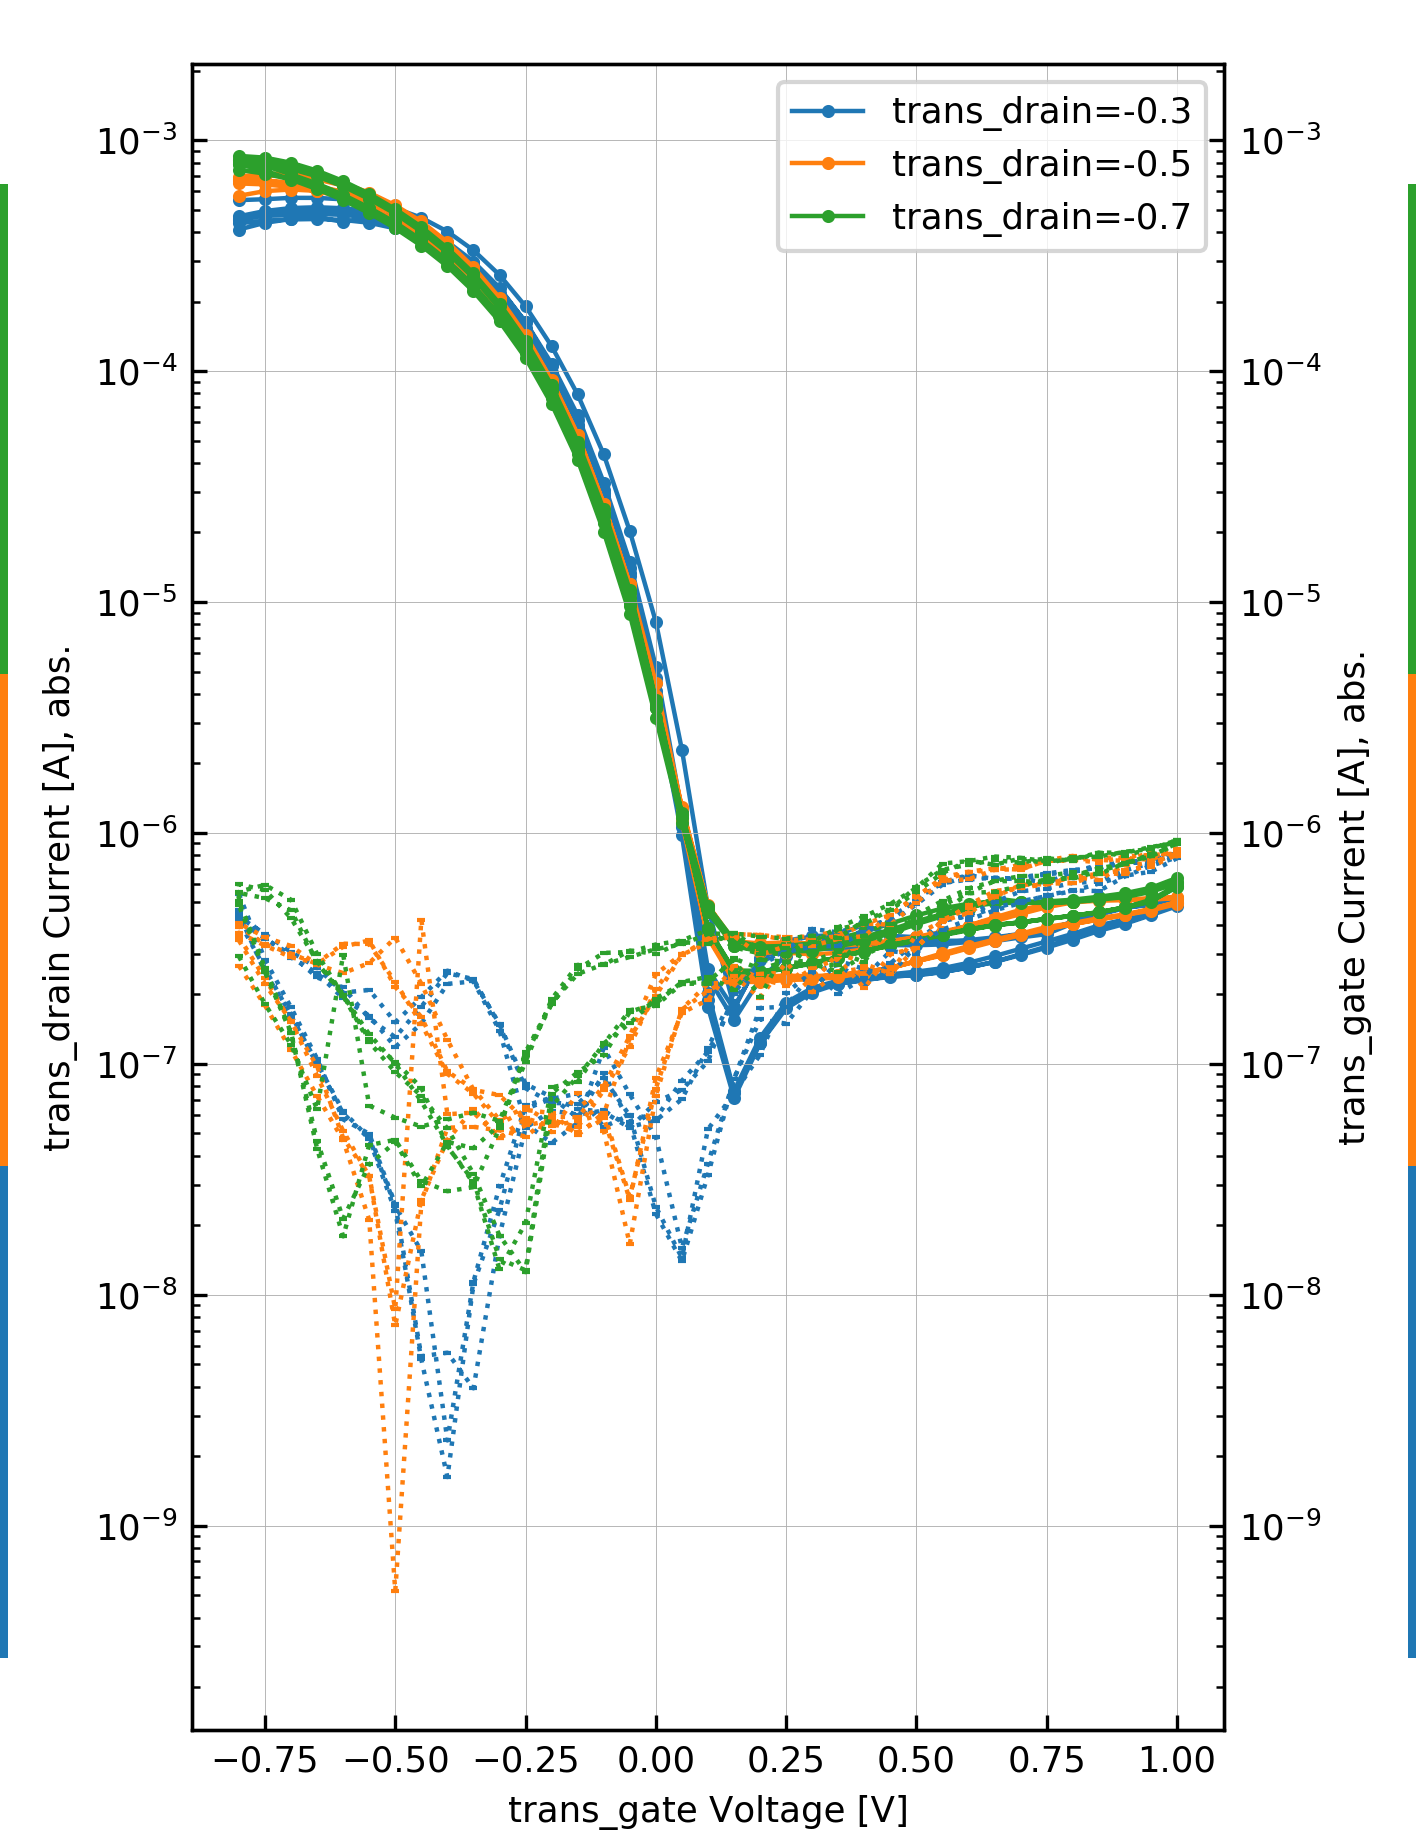 trans_drain=-0.3
trans_drain=-0.5
trans_drain=-0.7
10⁻³
10⁻⁴
10⁻⁵
10⁻⁶
10⁻⁷
10⁻⁸
10⁻⁹
trans_drain Current [A], abs.
10⁻³
10⁻⁴
10⁻⁵
10⁻⁶
10⁻⁷
10⁻⁸
10⁻⁹
trans_gate Current [A], abs.
−0.75 −0.50 −0.25 0.00 0.25 0.50 0.75 1.00
trans_gate Voltage [V]